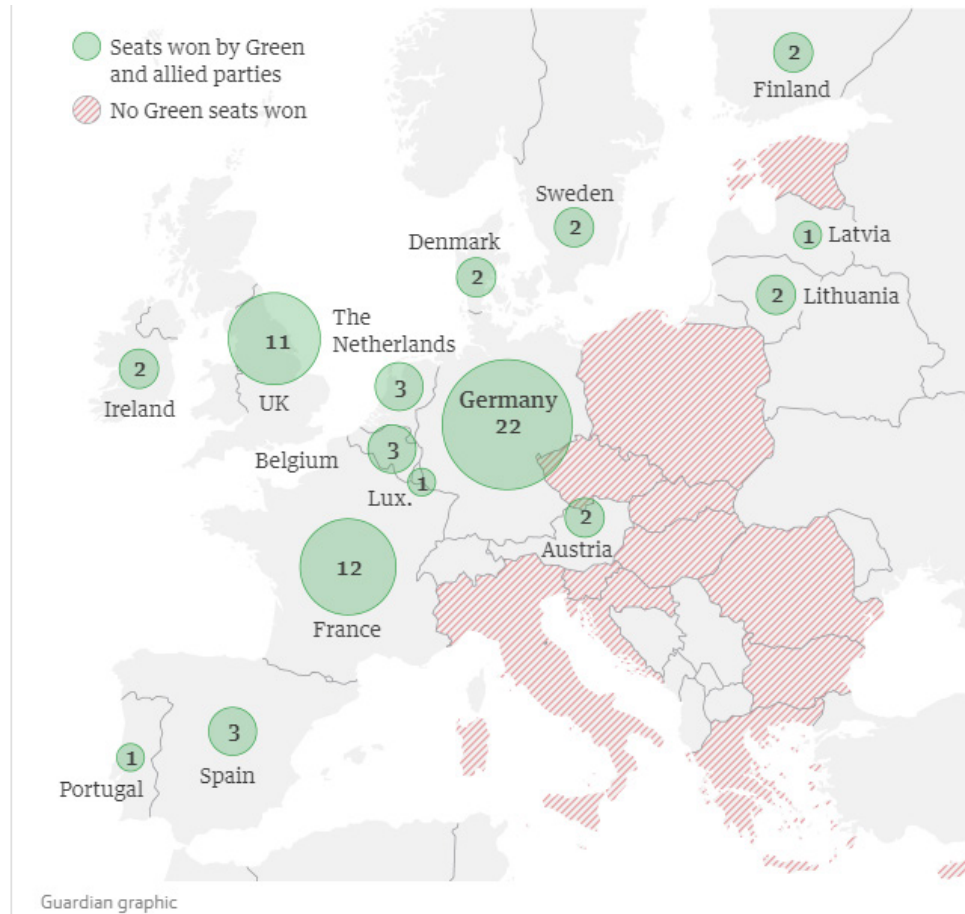 Seats won by Green
and allied parties
No Green seats won
2
Finland
Sweden
2
Denmark
2
1
Latvia
2
Lithuania
11
UK
The
Netherlands
3
2
Ireland
Germany
22
Belgium
3
1
Lux.
2
Austria
12
France
3
Spain
1
Portugal
Guardian graphic